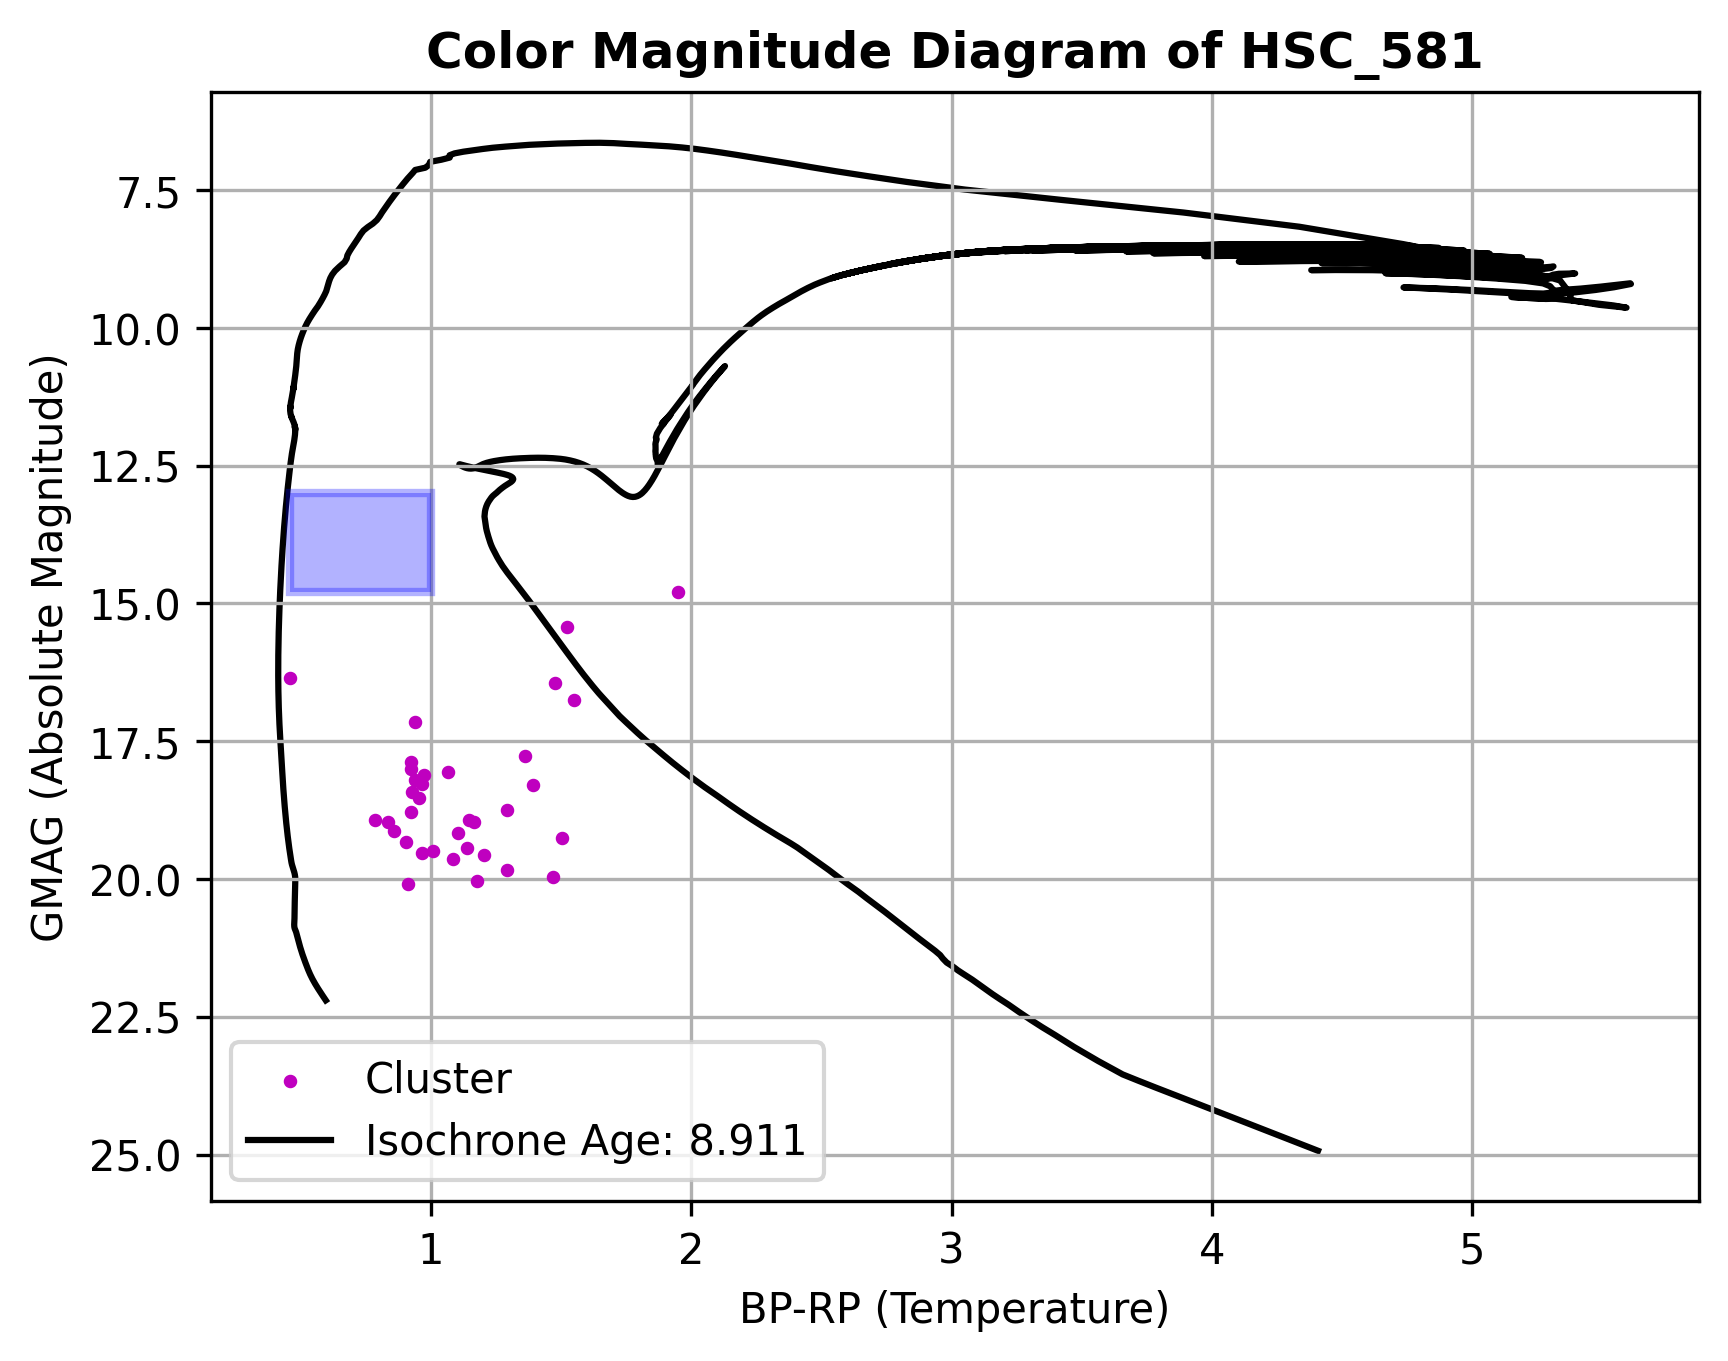 Color Magnitude Diagram of HSC_581
GMAG (Absolute Magnitude)
7.5
10.0
12.5
15.0
17.5
20.0
22.5
25.0
Cluster
Isochrone Age: 8.911
1 2 3 4 5
BP-RP (Temperature)